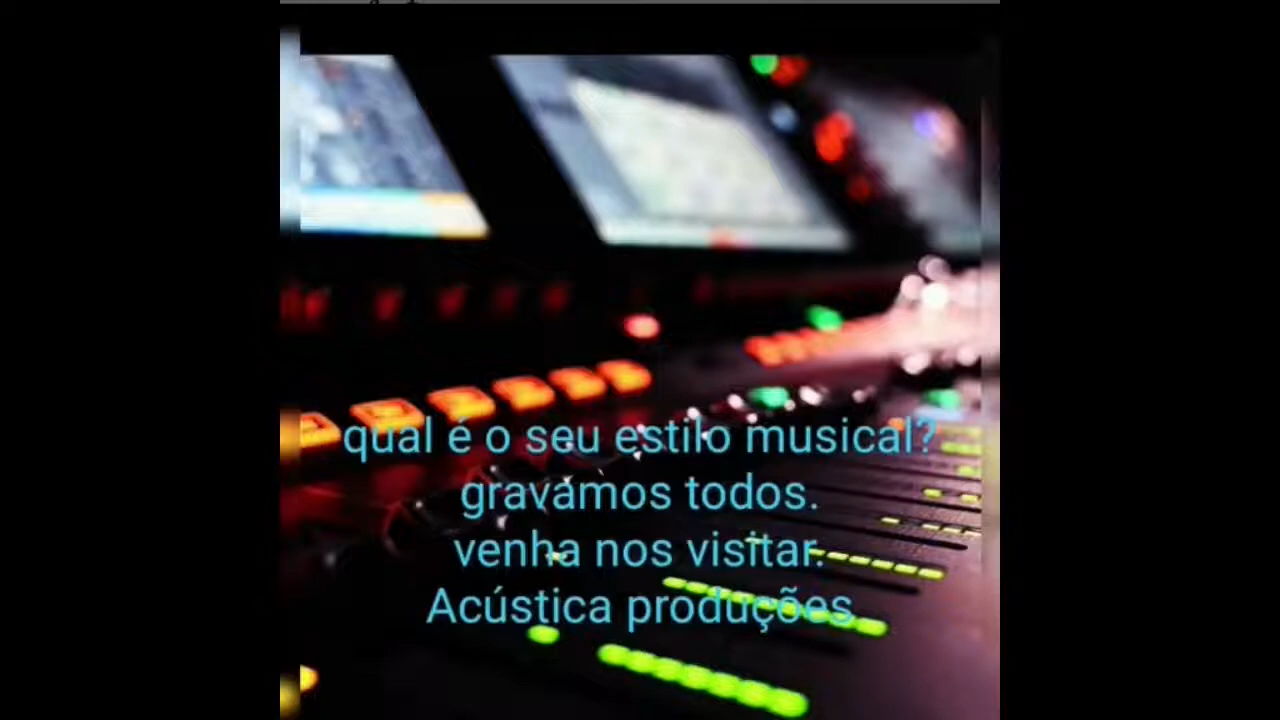 qual é o seu estilo musical?
gravamos todos.
venha nos visitar.
Acústica produções